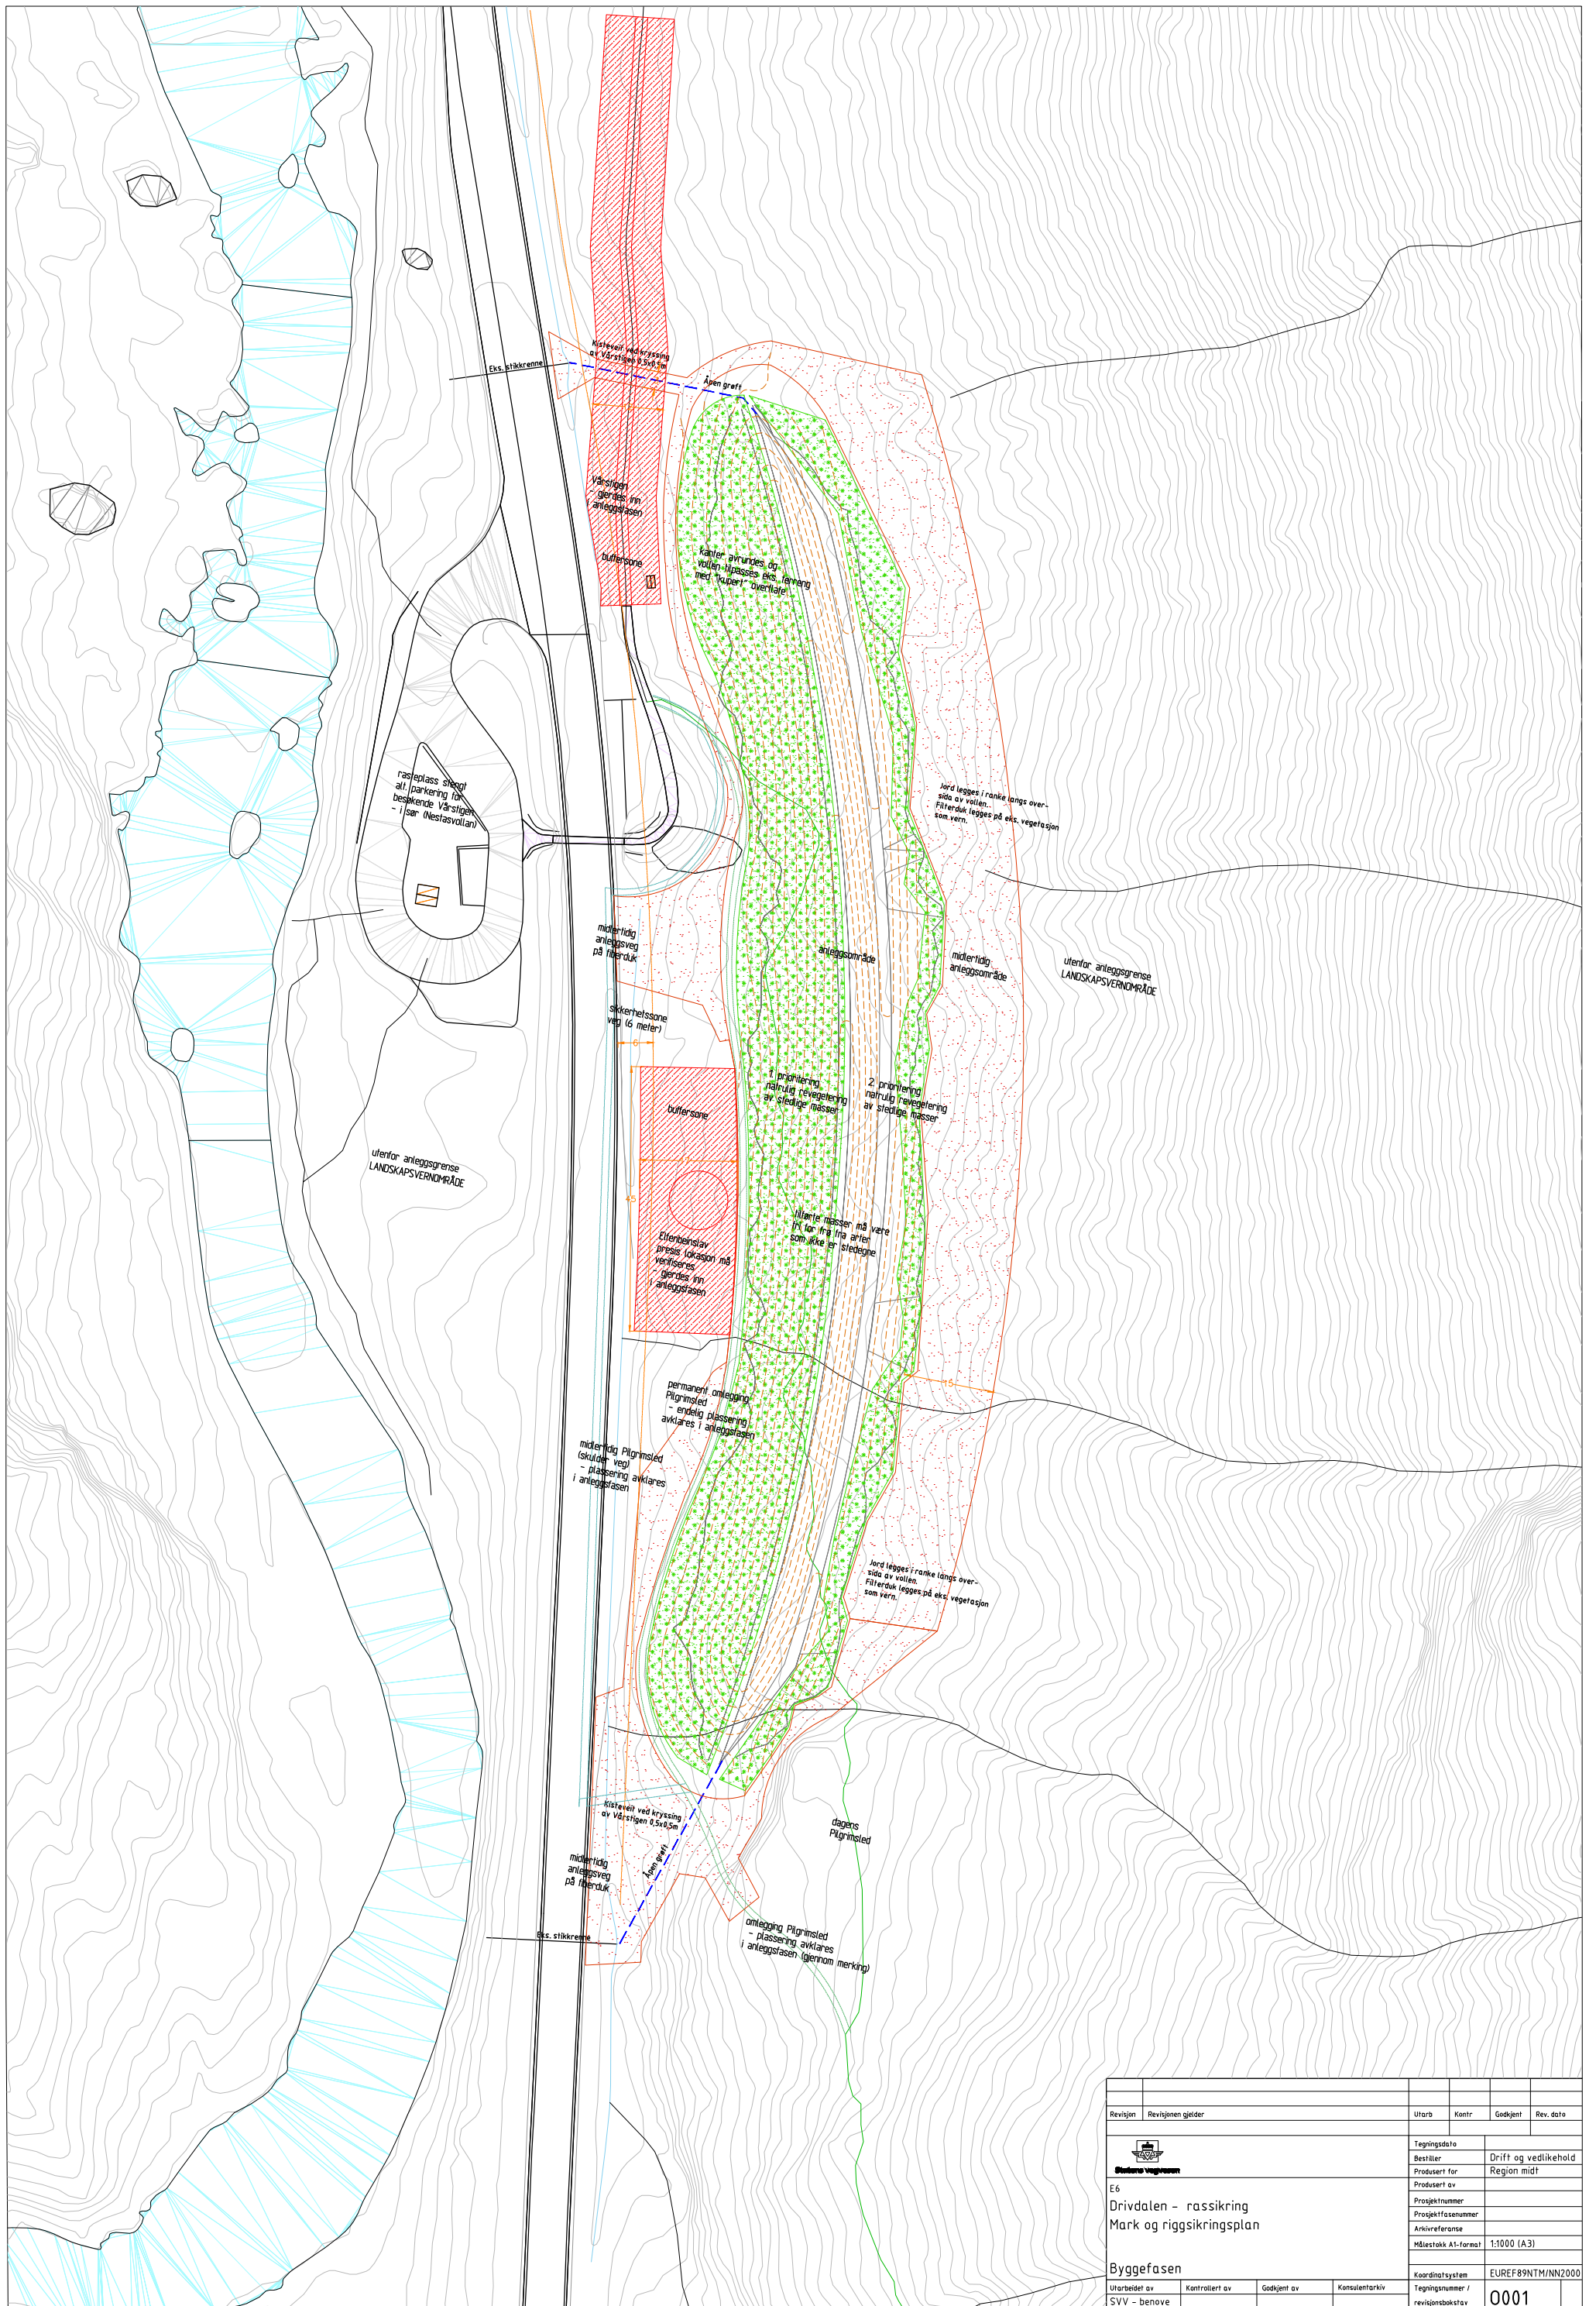 Kisteveit ved kryssing
av Vårstigen 0,5x0,5m
Eks. stikkrenne
Åpen grøft
Vårstigen
- gjerdes inn
i anleggsfasen
buffersone
kanter avrundes og
vollen tilpasses eks. terreng
med "kupert" overflate
rasteplass stengt
alt. parkering for
besøkende Vårstigen
- i sør (Nestasvollan)
Jord legges i ranke langs over-
sida av vollen..
Filterduk legges på eks. vegetasjon
som vern.
midlertidig
anleggsveg
på fiberduk
anleggsområde
midlertidig
anleggsområde
utenfor anleggsgrense
LANDSKAPSVERNOMRÅDE
sikkerhetssone
veg (6 meter)
6
1. prioritering
natrulig revegetering
av stedlige masser
2. prioritering
natrulig revegetering
av stedlige masser
buffersone
utenfor anleggsgrense
LANDSKAPSVERNOMRÅDE
45
tilførte masser må være
fri for frø fra arter
som ikke er stedegne
Elfenbeinslav
presis lokasjon må
verifiseres
- gjerdes inn
i anleggsfasen
15
permanent omlegging
Pilgrimsled
- endelig plassering
avklares i anleggsfasen
midlertidig Pilgrimsled
(skulder veg)
- plassering avklares
i anleggsfasen
Jord legges i ranke langs over-
sida av vollen.
Filterduk legges på eks. vegetasjon
som vern.
Kisteveit ved kryssing
av Vårstigen 0,5x0,5m
dagens
Pilgrimsled
Åpen grøft
midlertidig
anleggsveg
på fiberduk
omlegging Pilgrimsled
- plassering avklares
i anleggsfasen (gjennom merking)
Eks. stikkrenne
Revisjon Revisjonen gjelder Utarb Kontr Godkjent Rev. dato
Statens vegvesen
Tegningsdato
Bestiller Drift og vedlikehold
Produsert for Region midt
Produsert av
Prosjektnummer
Prosjektfasenummer
Arkivreferanse
Målestokk A1-format 1:1000 (A3)
Koordinatsystem EUREF89NTM/NN2000
E6
Drivdalen - rassikring
Mark og riggsikringsplan
Byggefasen
Utarbeidet av Kontrollert av Godkjent av Konsulentarkiv
SVV - benove
Tegningsnummer /
revisjonsbokstav
O001